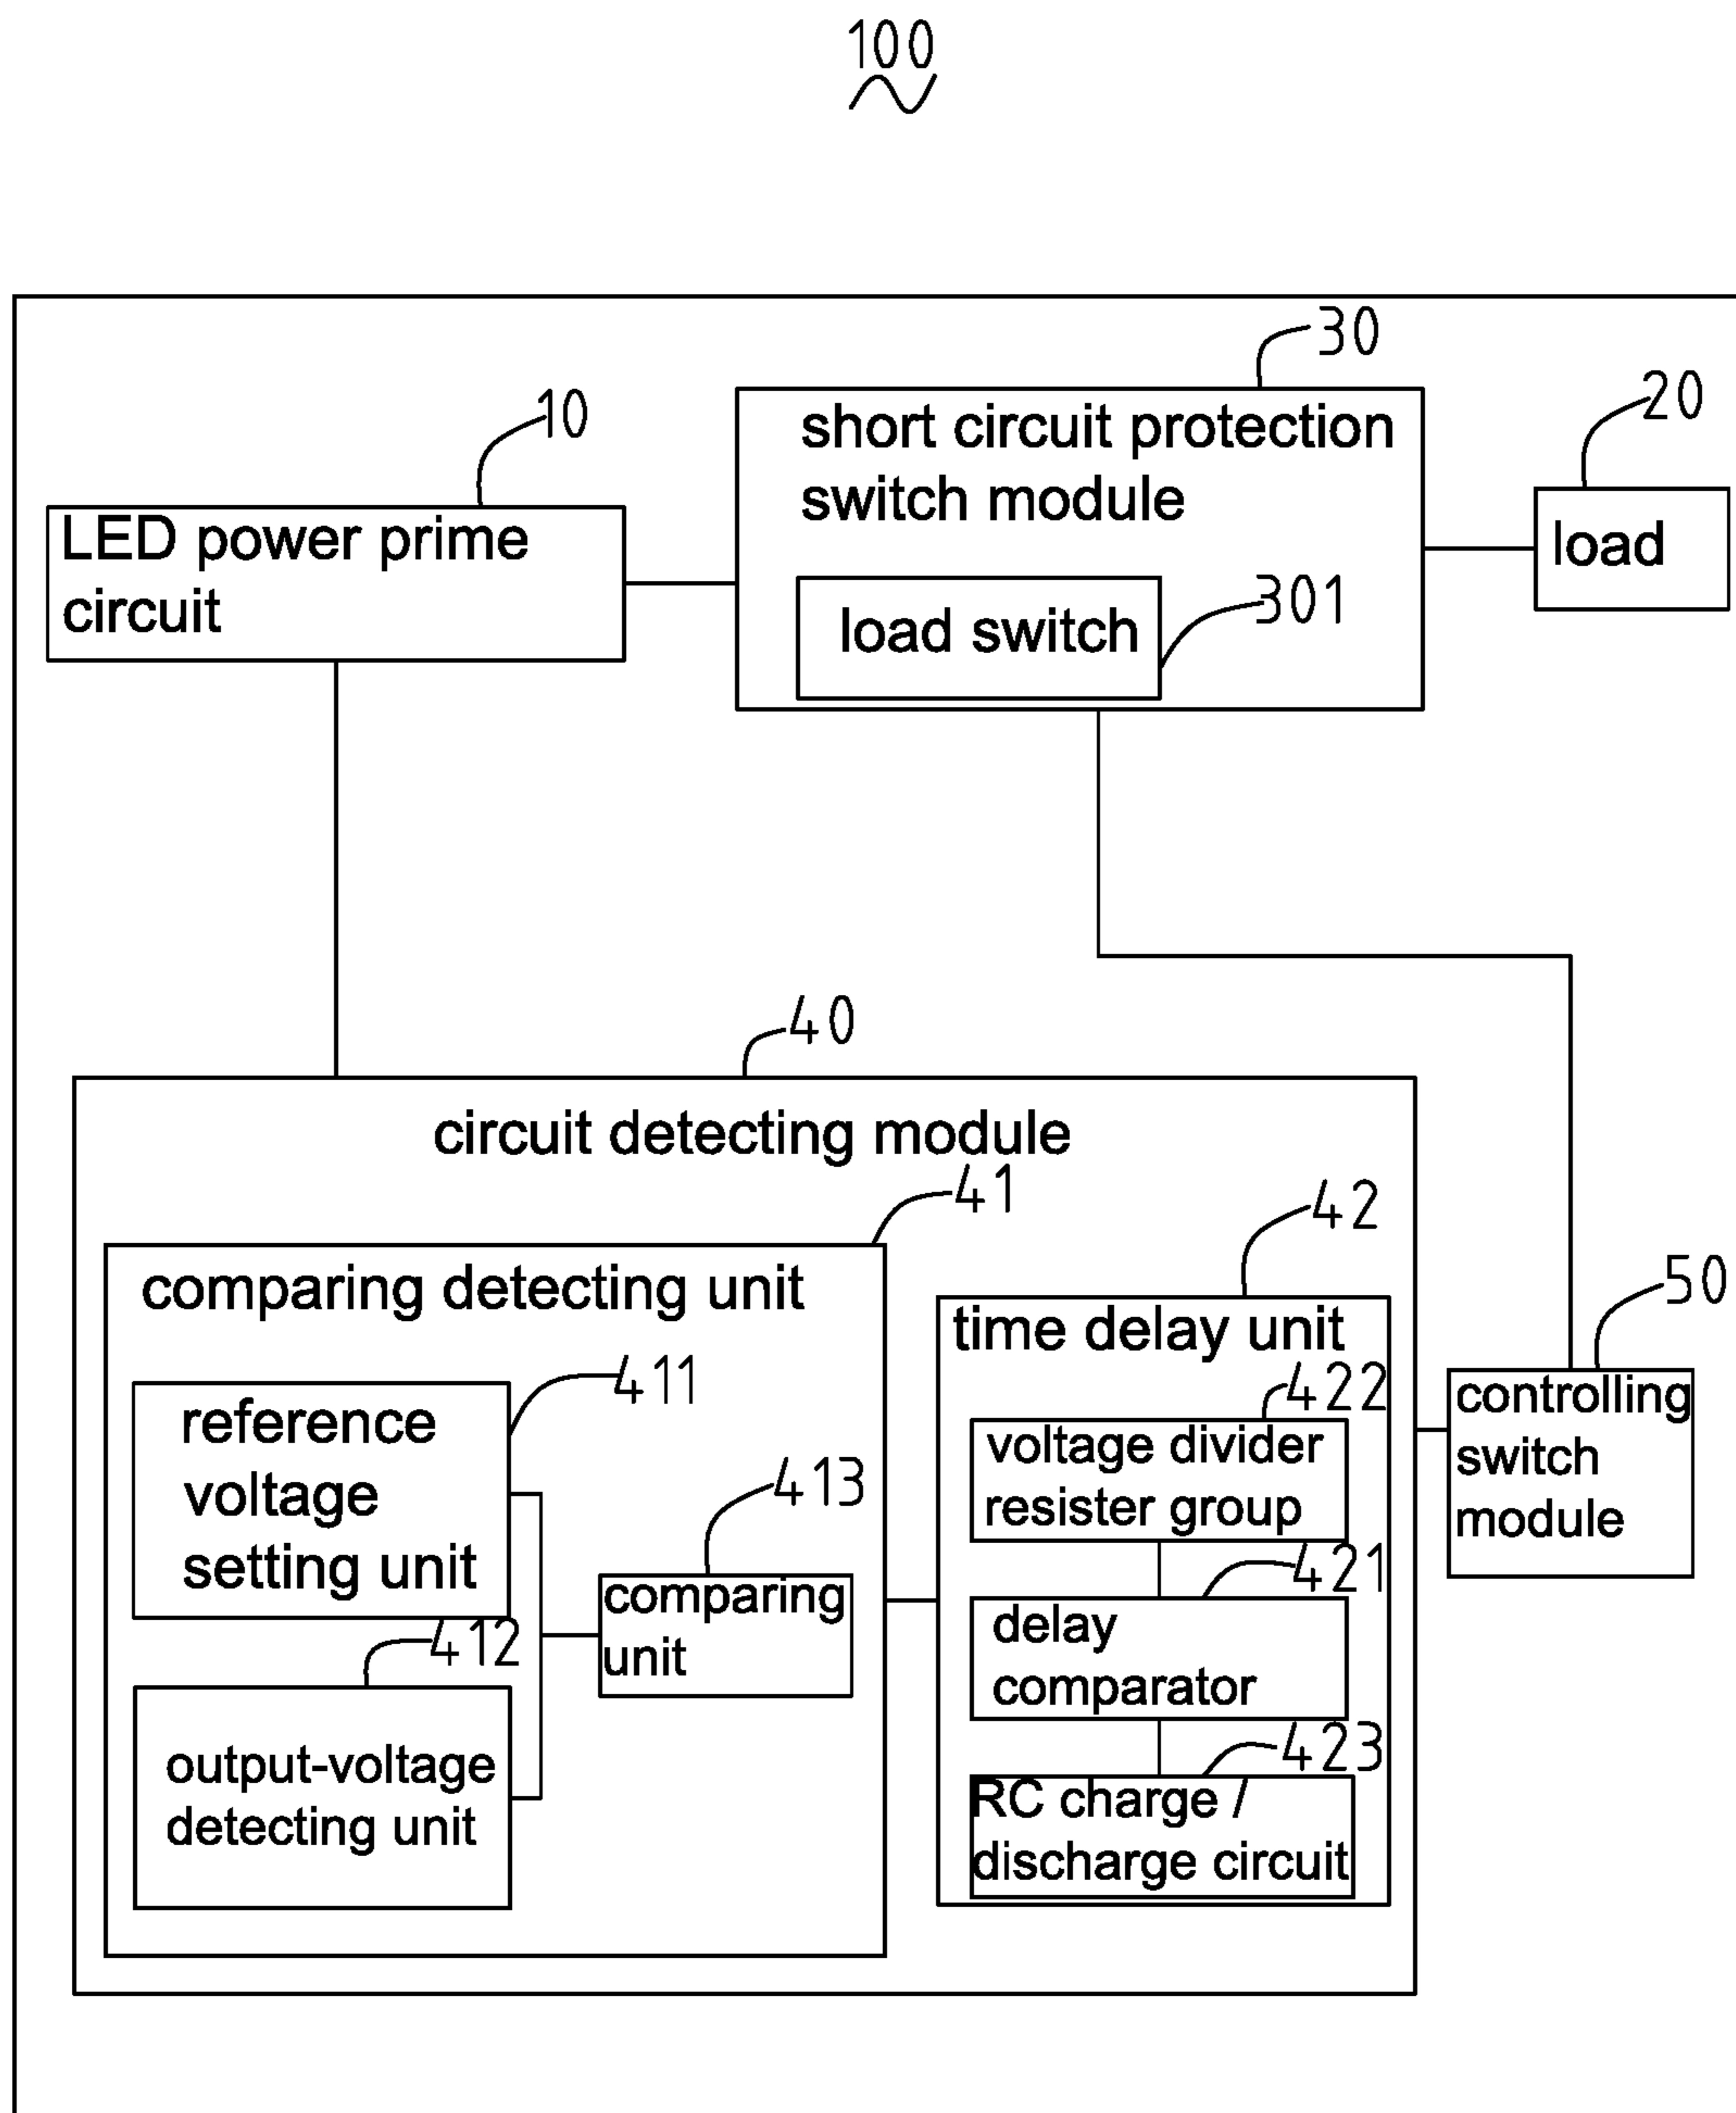 100
30
short circuit protection
switch module
10
LED power prime
circuit
20
load
301
load switch
40
circuit detecting module
41
comparing detecting unit
42
time delay unit
50
controlling
switch
module
411
reference
voltage
setting unit
422
voltage divider
resister group
413
comparing
unit
421
delay
comparator
412
output-voltage
detecting unit
423
RC charge /
discharge circuit